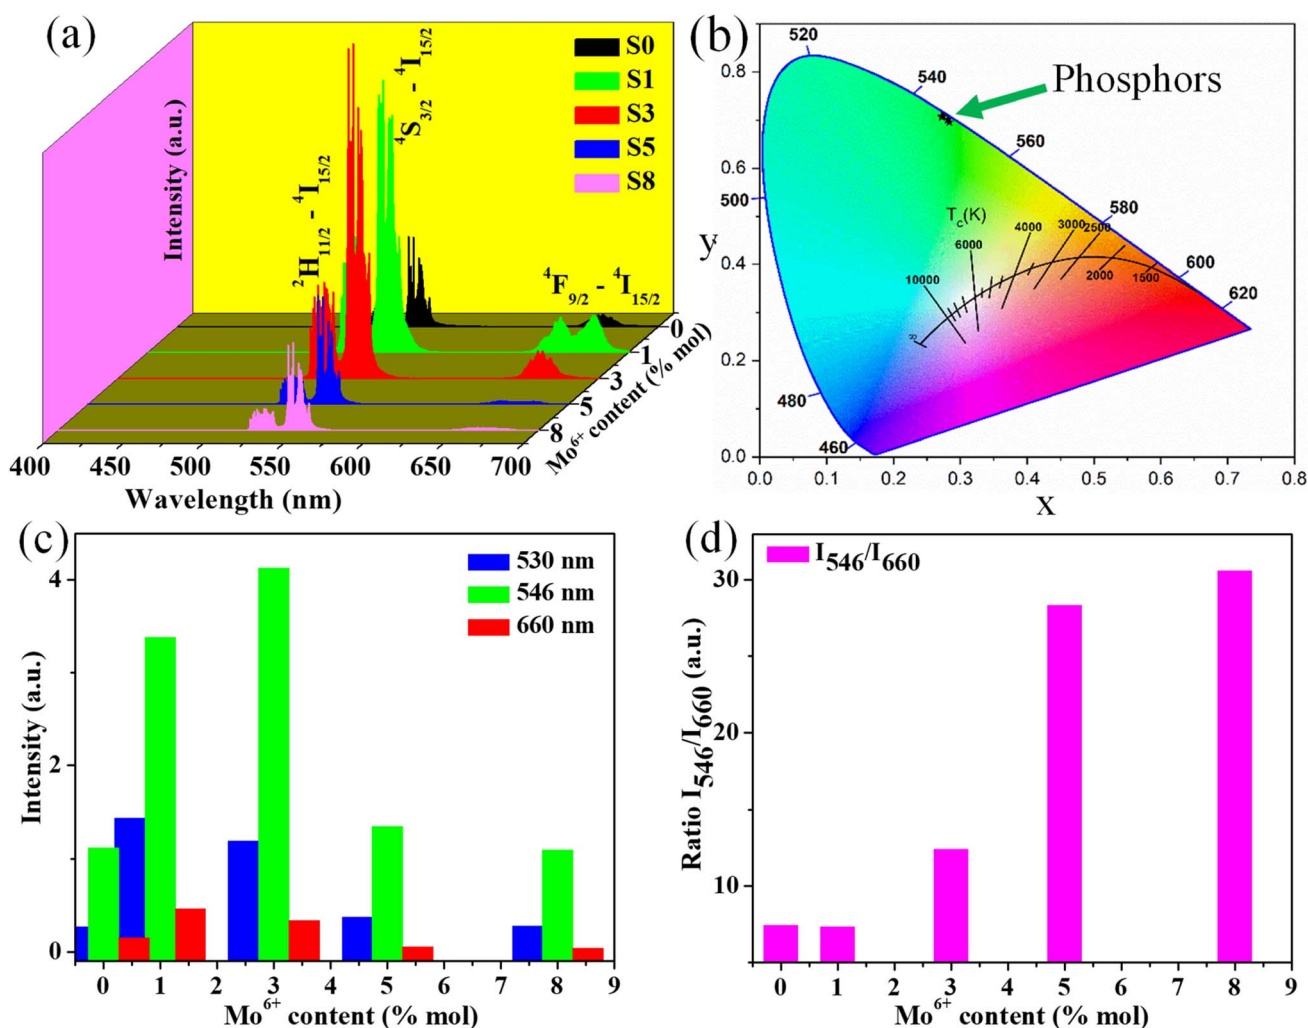 (a)
Intensity (a.u.)
²H₁₁/₂ - ⁴I₁₅/₂
⁴S₃/₂ - ⁴I₁₅/₂
⁴F₉/₂ - ⁴I₁₅/₂
S0
S1
S3
S5
S8
0
1
3
5
8
Mo⁶⁺ content (% mol)
400 450 500 550 600 650 700
Wavelength (nm)
(b)
Phosphors
520
540
560
580
600
620
500
480
460
T_c(K)
∞
10000
6000
4000
3000
2500
2000
1500
y
0.8
0.6
0.4
0.2
0.0
0.0 0.1 0.2 0.3 0.4 0.5 0.6 0.7 0.8
x
(c)
530 nm
546 nm
660 nm
Intensity (a.u.)
4
2
0
0 1 2 3 4 5 6 7 8 9
Mo⁶⁺ content (% mol)
(d)
I₅₄₆/I₆₆₀
Ratio I₅₄₆/I₆₆₀ (a.u.)
30
20
10
0 1 2 3 4 5 6 7 8 9
Mo⁶⁺ content (% mol)